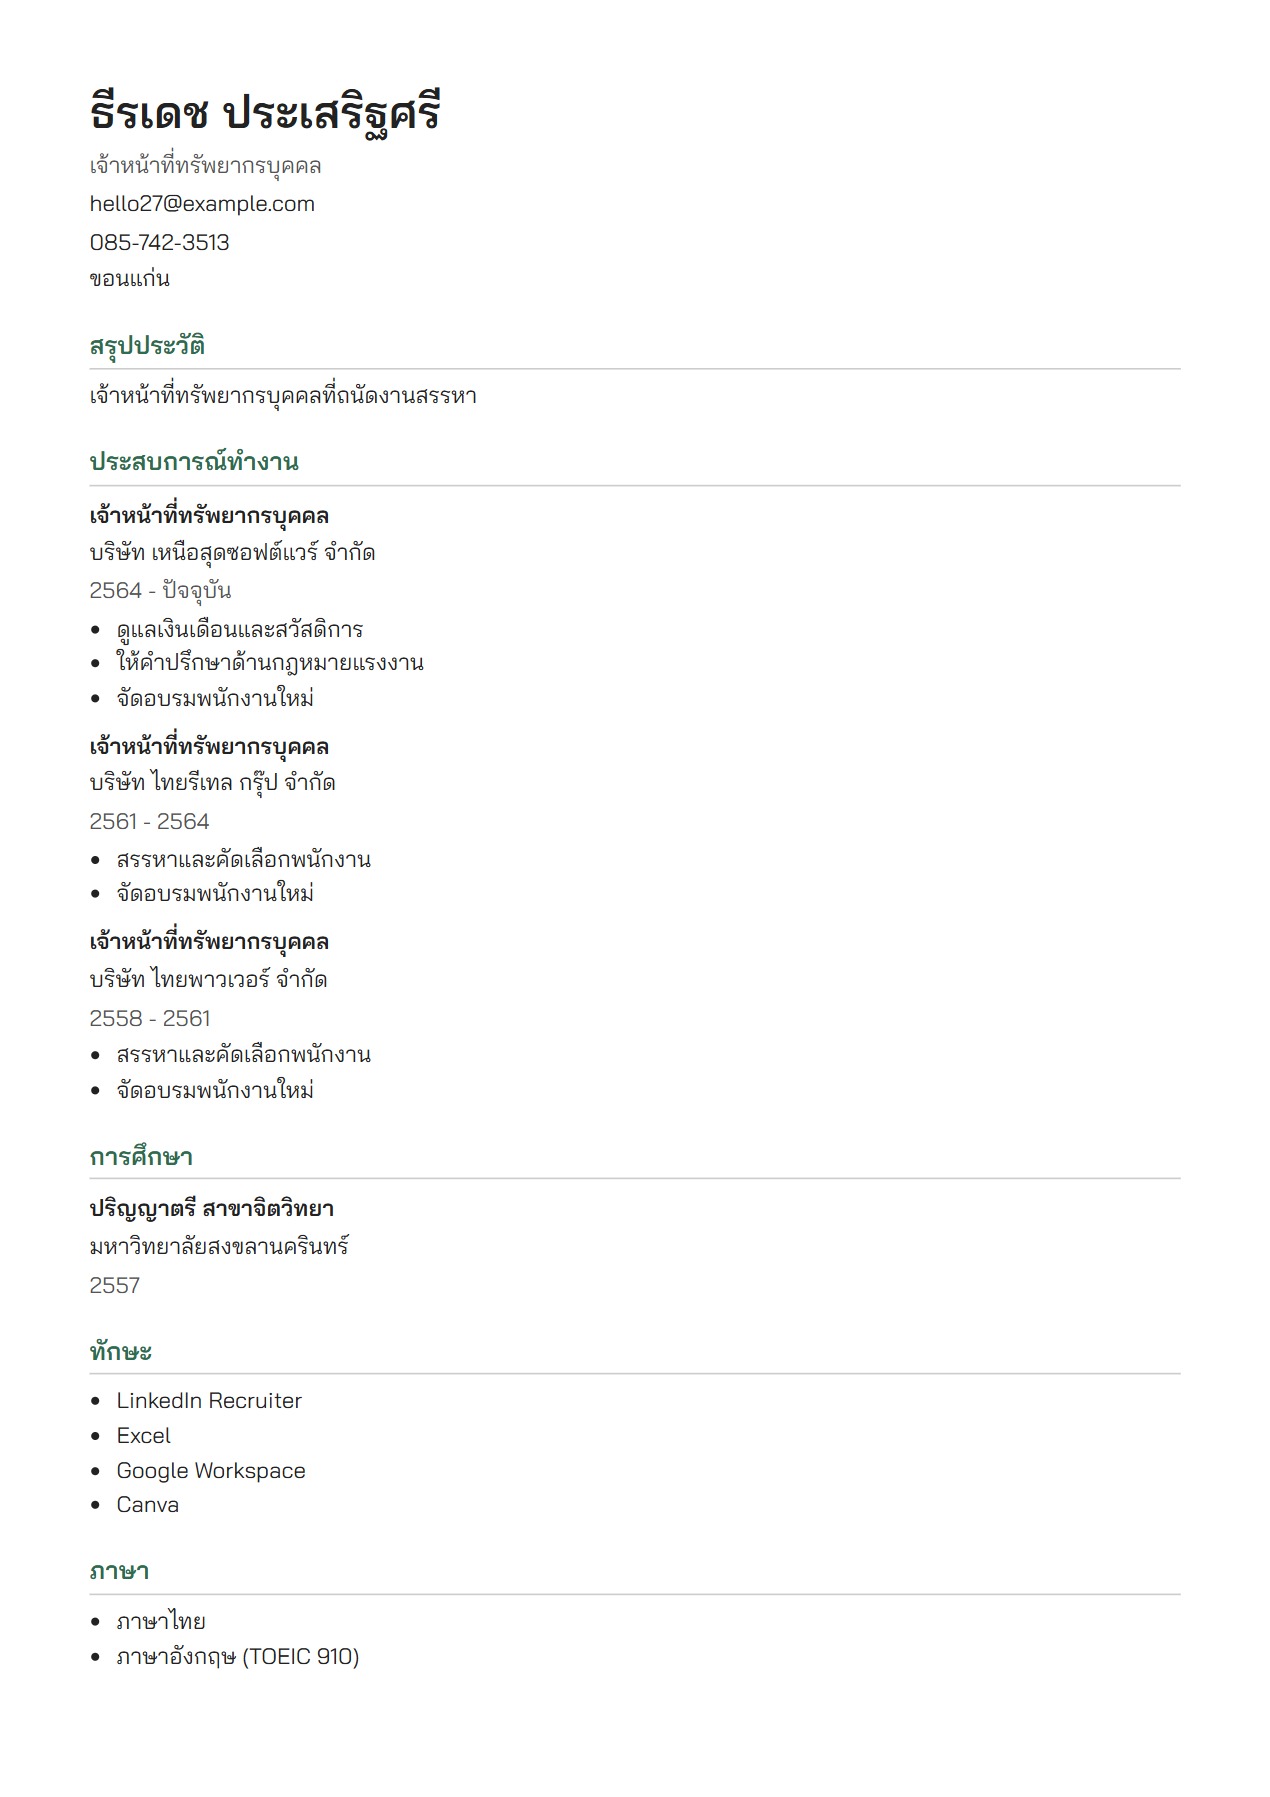 ธีรเดช ประเสริฐศรี
เจ้าหน้าที่ทรัพยากรบุคคล
hello27@example.com
085-742-3513
ขอนแก่น
สรุปประวัติ
เจ้าหน้าที่ทรัพยากรบุคคลที่ถนัดงานสรรหา
ประสบการณ์ทำงาน
เจ้าหน้าที่ทรัพยากรบุคคล
บริษัท เหนือสุดซอฟต์แวร์ จำกัด
2564 - ปัจจุบัน
• ดูแลเงินเดือนและสวัสดิการ
• ให้คำปรึกษาด้านกฎหมายแรงงาน
• จัดอบรมพนักงานใหม่
เจ้าหน้าที่ทรัพยากรบุคคล
บริษัท ไทยรีเทล กรุ๊ป จำกัด
2561 - 2564
• สรรหาและคัดเลือกพนักงาน
• จัดอบรมพนักงานใหม่
เจ้าหน้าที่ทรัพยากรบุคคล
บริษัท ไทยพาวเวอร์ จำกัด
2558 - 2561
• สรรหาและคัดเลือกพนักงาน
• จัดอบรมพนักงานใหม่
การศึกษา
ปริญญาตรี สาขาจิตวิทยา
มหาวิทยาลัยสงขลานครินทร์
2557
ทักษะ
• LinkedIn Recruiter
• Excel
• Google Workspace
• Canva
ภาษา
• ภาษาไทย
• ภาษาอังกฤษ (TOEIC 910)